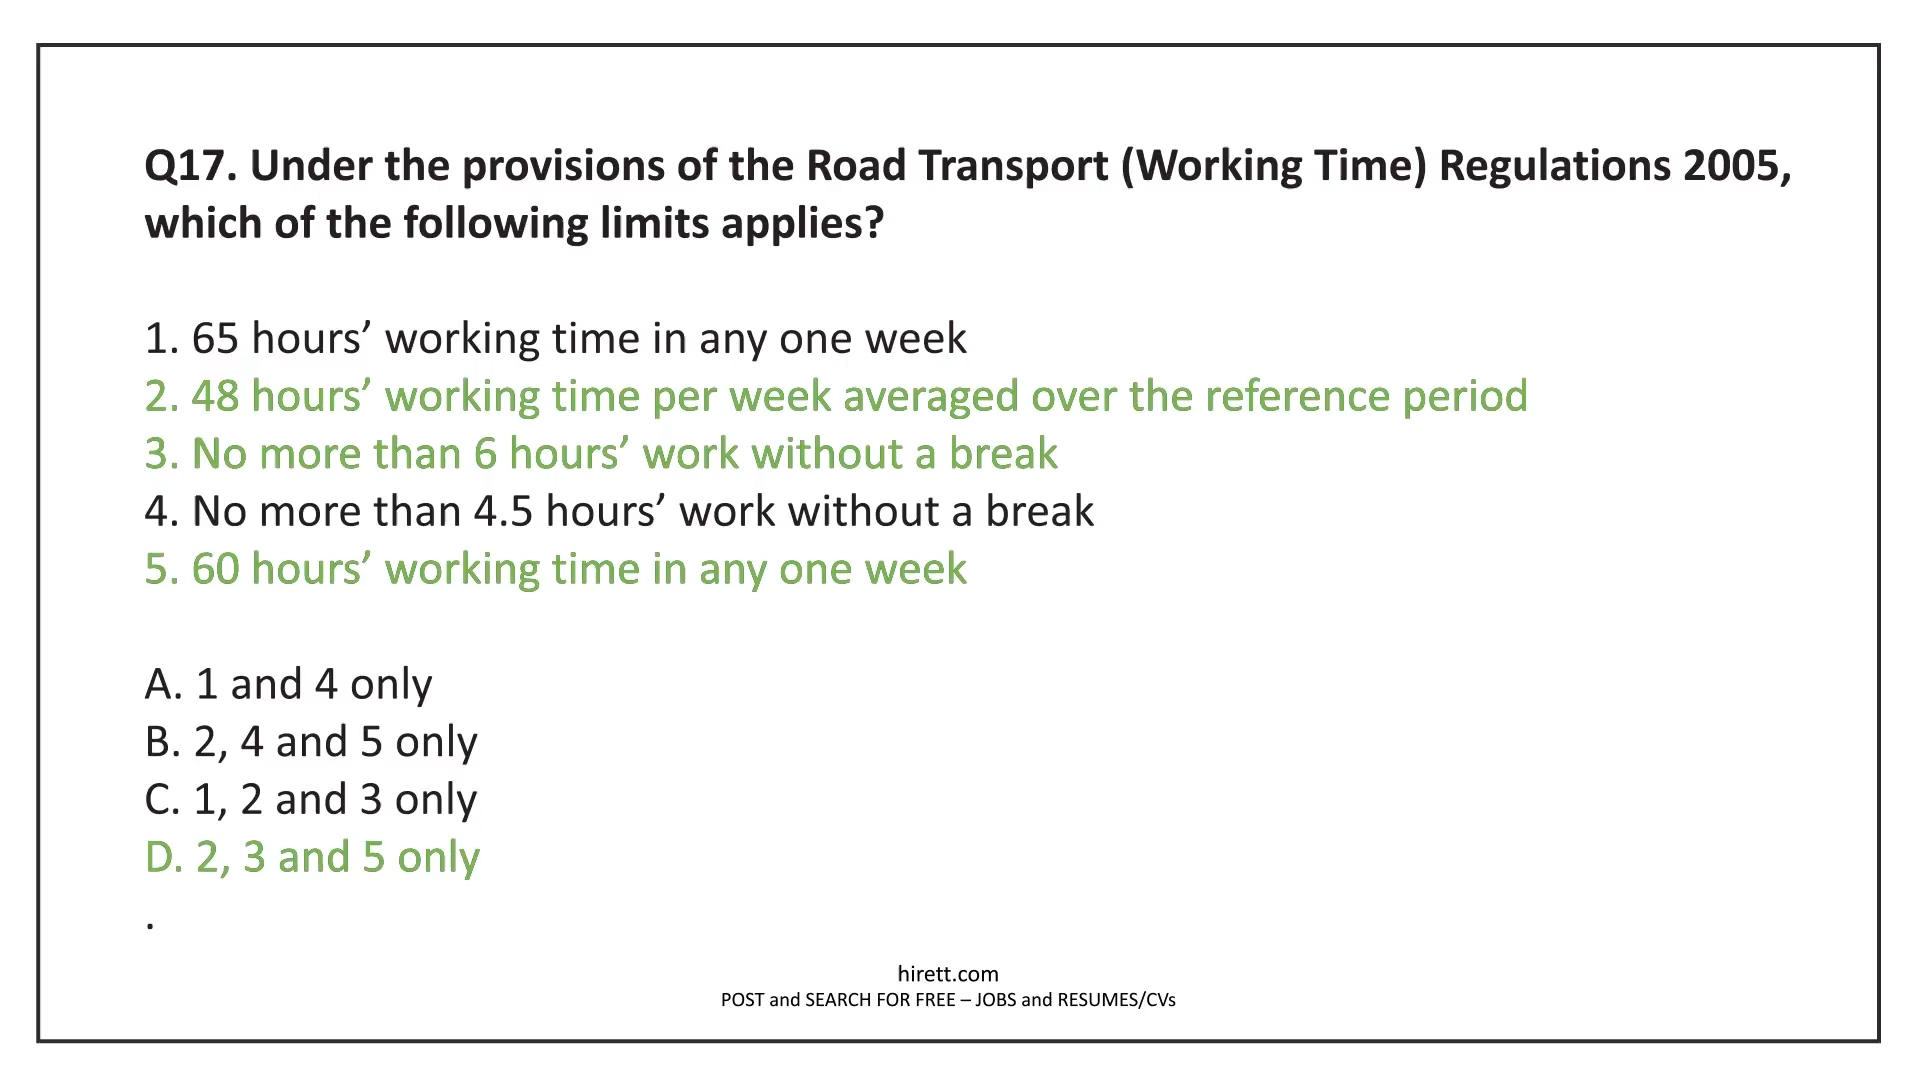 Q17. Under the provisions of the Road Transport (Working Time) Regulations 2005,
which of the following limits applies?
1. 65 hours’ working time in any one week
2. 48 hours’ working time per week averaged over the reference period
3. No more than 6 hours’ work without a break
4. No more than 4.5 hours’ work without a break
5. 60 hours’ working time in any one week
A. 1 and 4 only
B. 2, 4 and 5 only
C. 1, 2 and 3 only
D. 2, 3 and 5 only
.
hirett.com
POST and SEARCH FOR FREE – JOBS and RESUMES/CVs